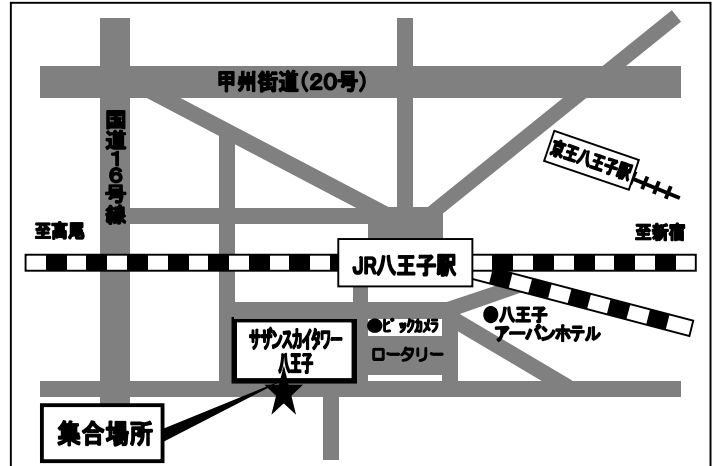 甲州街道(20号)
国道16号線
京王八王子駅
至高尾
至新宿
JR八王子駅
サザンスカイタワー
八王子
●ビックカメラ
ロータリー
●八王子
アーバンホテル
集合場所